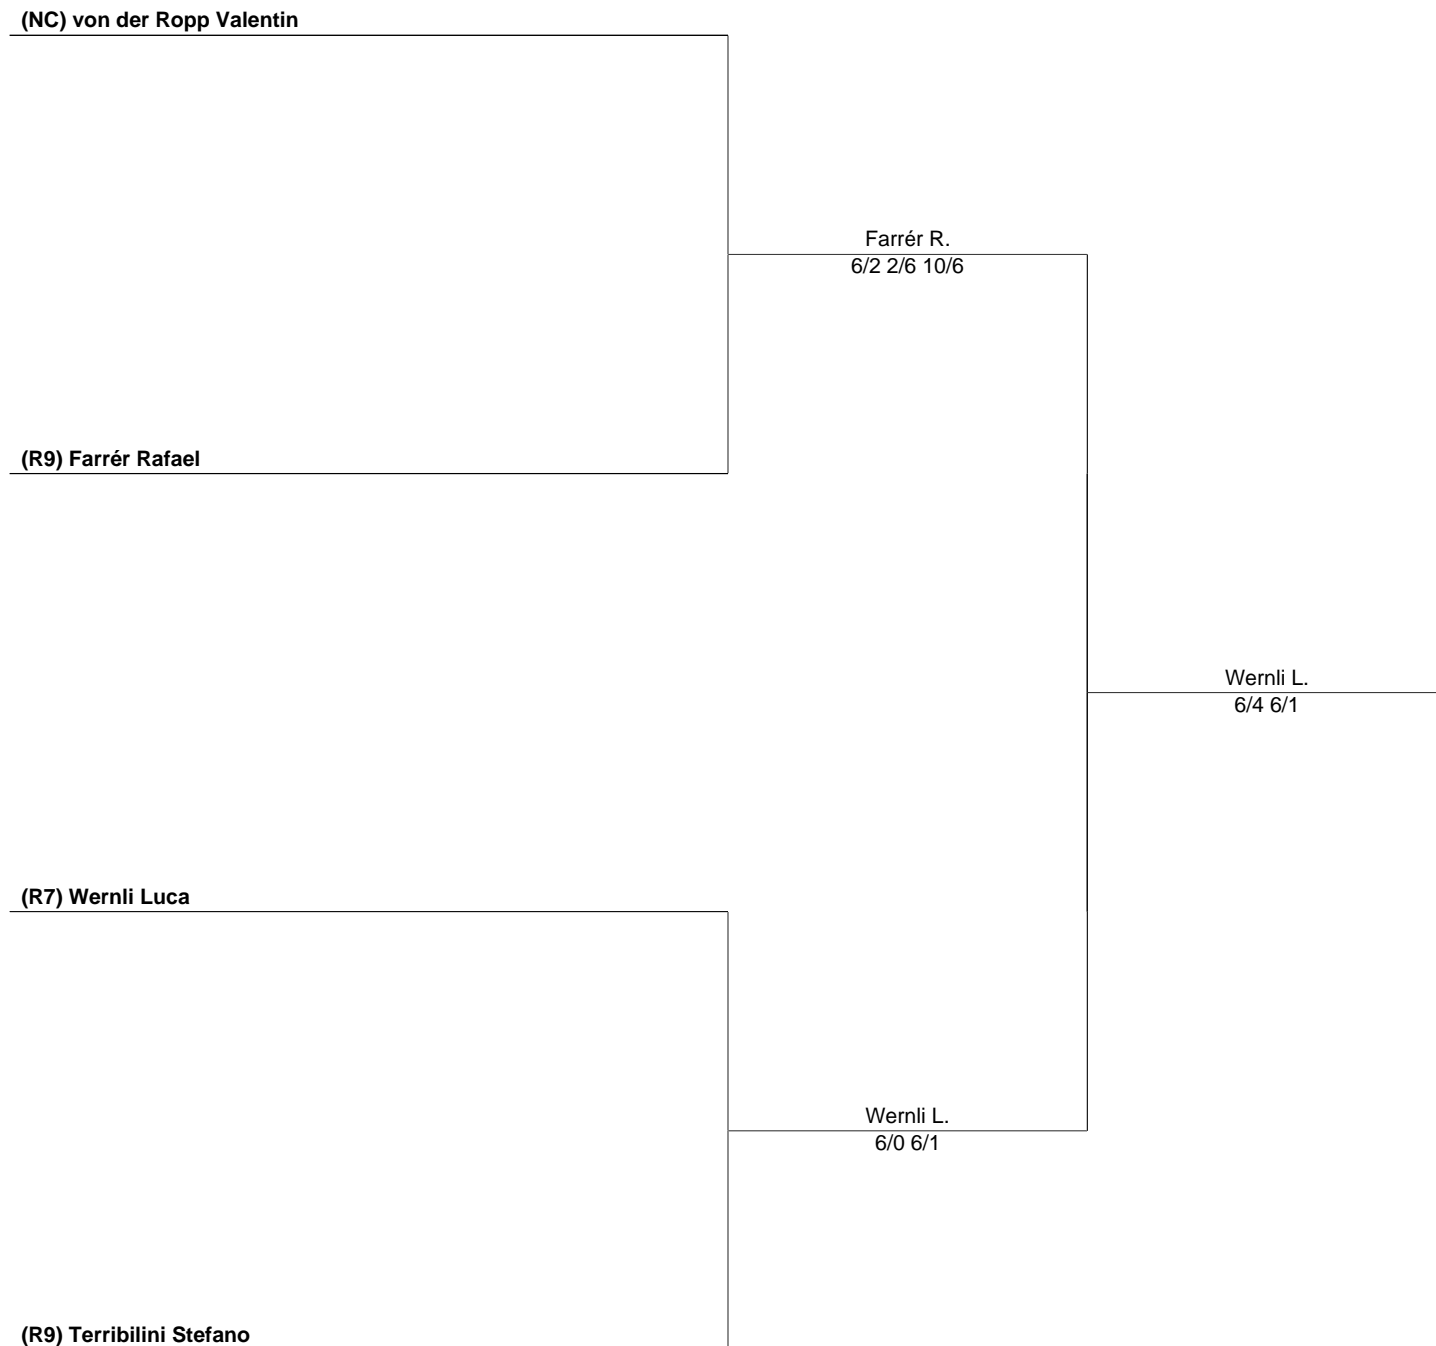 (NC) von der Ropp Valentin
Farrér R.
6/2 2/6 10/6
(R9) Farrér Rafael
Wernli L.
6/4 6/1
(R7) Wernli Luca
Wernli L.
6/0 6/1
(R9) Terribilini Stefano